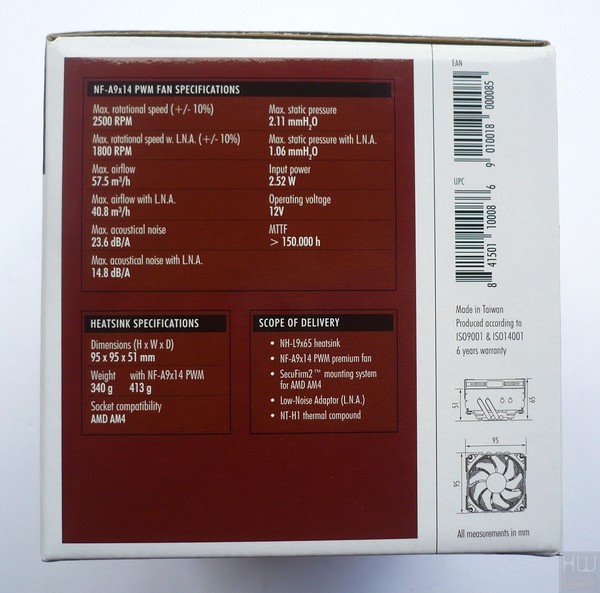 NF-A9x14 PWM FAN SPECIFICATIONS
Max. rotational speed (+/- 10%)
2500 RPM
Max. rotational speed w. L.N.A. (+/- 10%)
1800 RPM
Max. airflow
57.5 m³/h
Max. airflow with L.N.A.
40.8 m³/h
Max. acoustical noise
23.6 dB/A
Max. acoustical noise with L.N.A.
14.8 dB/A
Max. static pressure
2.11 mmH₂O
Max. static pressure with L.N.A.
1.06 mmH₂O
Input power
2.52 W
Operating voltage
12V
MTTF
> 150.000 h
HEATSINK SPECIFICATIONS
Dimensions (H x W x D)
95 x 95 x 51 mm
Weight with NF-A9x14 PWM
340 g 413 g
Socket compatibility
AMD AM4
SCOPE OF DELIVERY
• NH-L9x65 heatsink
• NF-A9x14 PWM premium fan
• SecuFirm2™ mounting system
for AMD AM4
• Low-Noise Adaptor (L.N.A.)
• NT-H1 thermal compound
EAN
9 010018 000085
UPC
8 41501 10008 6
Made in Taiwan
Produced according to
ISO9001 & ISO14001
6 years warranty
51
65
95
95
All measurements in mm
HW